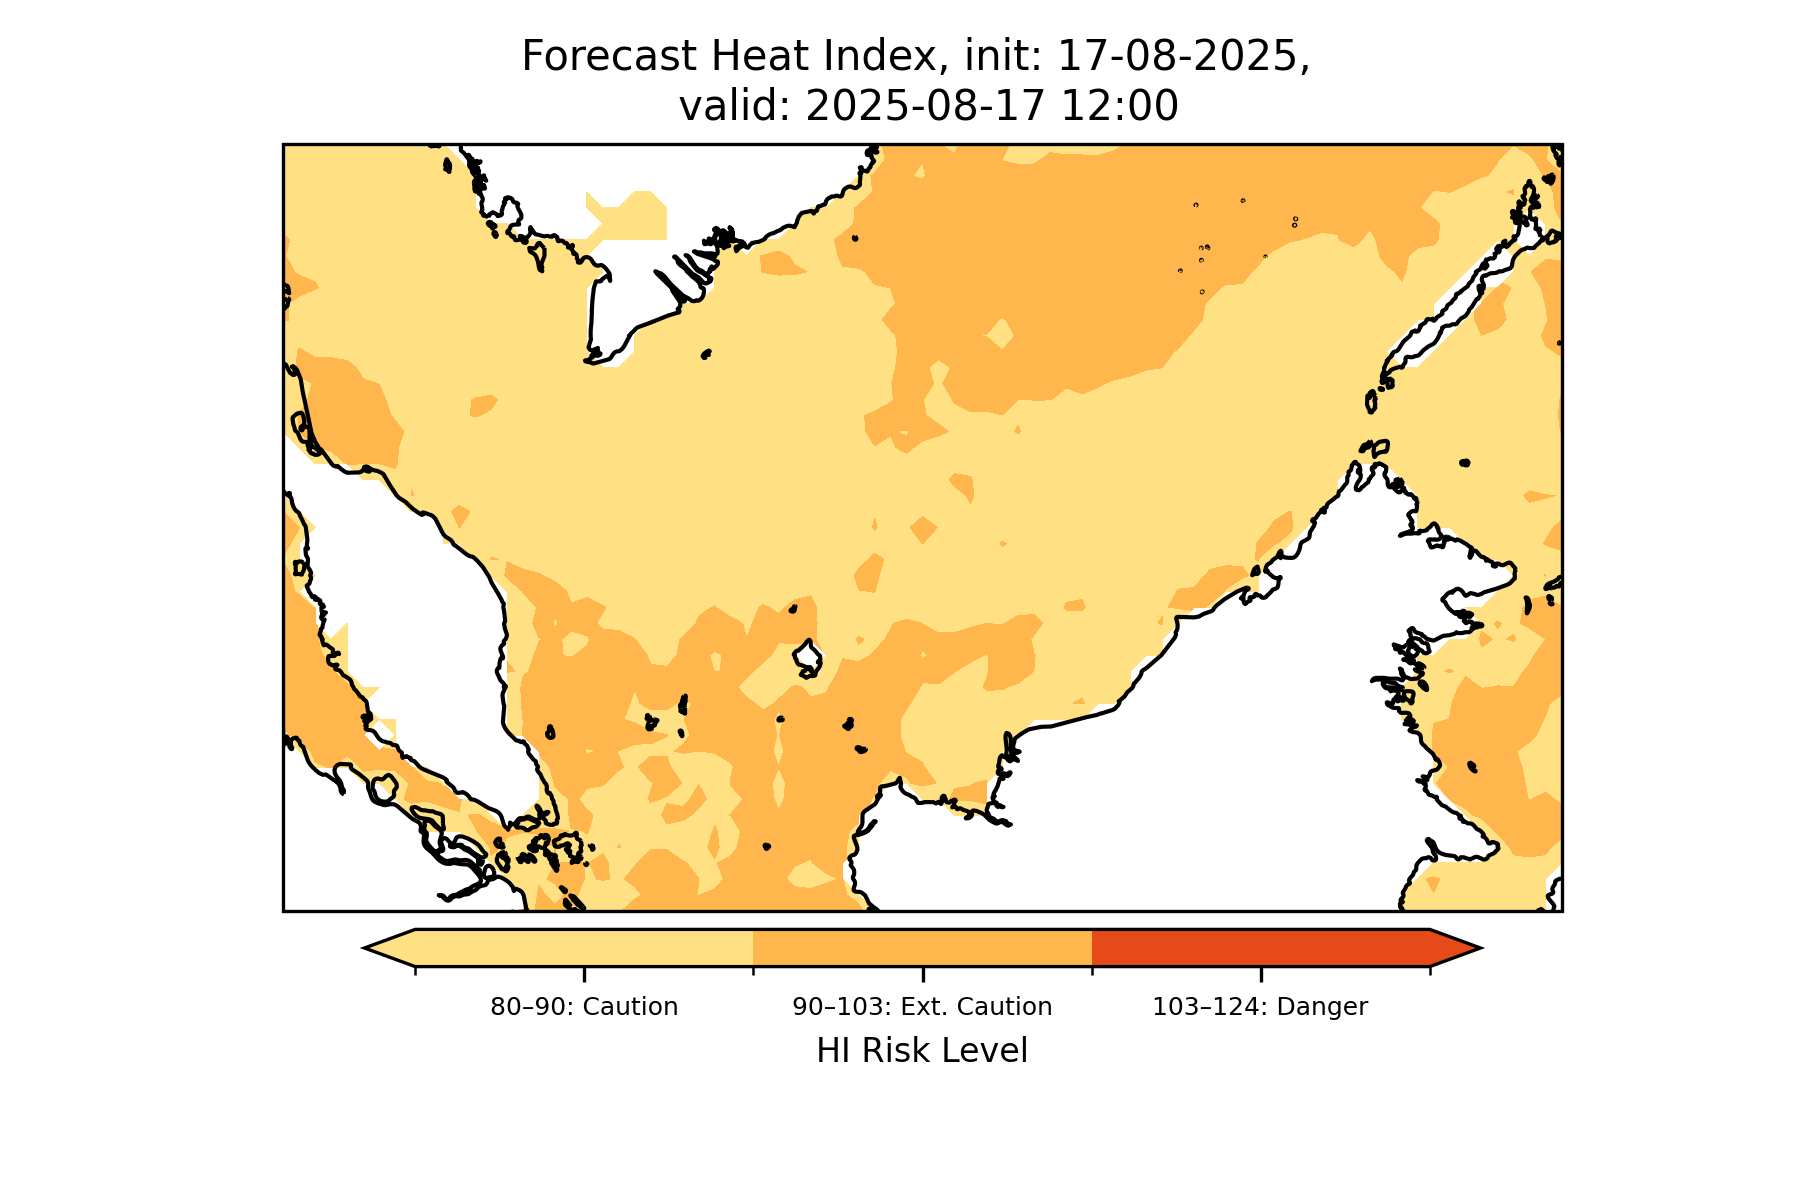 Forecast Heat Index, init: 17-08-2025,
valid: 2025-08-17 12:00
80–90: Caution
90–103: Ext. Caution
103–124: Danger
HI Risk Level